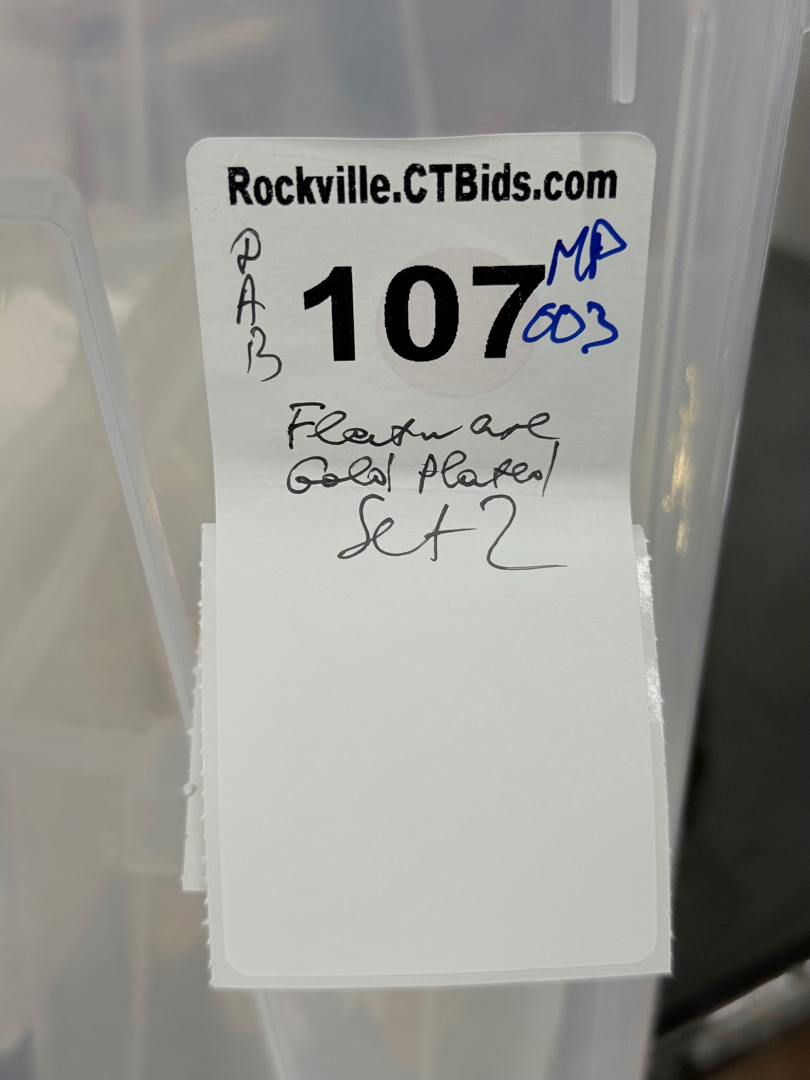 Rockville.CTBids.com
D
A
B
107
MP
003
Flatware
Gold Plated
Set 2